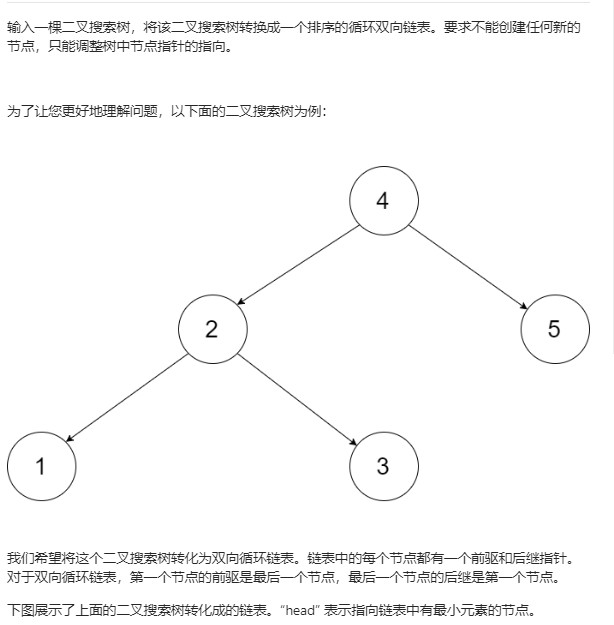 输入一棵二叉搜索树，将该二叉搜索树转换成一个排序的循环双向链表。要求不能创建任何新的
节点，只能调整树中节点指针的指向。
为了让您更好地理解问题，以下面的二叉搜索树为例：
4
2
5
1
3
我们希望将这个二叉搜索树转化为双向循环链表。链表中的每个节点都有一个前驱和后继指针。
对于双向循环链表，第一个节点的前驱是最后一个节点，最后一个节点的后继是第一个节点。
下图展示了上面的二叉搜索树转化成的链表。“head” 表示指向链表中有最小元素的节点。